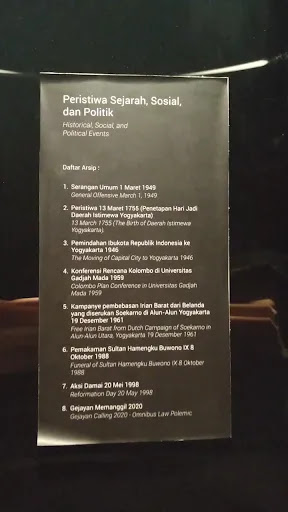 Peristiwa Sejarah, Sosial,
dan Politik
Historical, Social, and
Political Events.
Daftar Arsip :
1. Serangan Umum 1 Maret 1949
General Offensive March 1, 1949
2. Peristiwa 13 Maret 1755 (Penetapan Hari Jadi
Daerah Istimewa Yogyakarta)
13 March 1755 (The Birth of Daerah Istimewa
Yogyakarta).
3. Pemindahan Ibukota Republik Indonesia ke
Yogyakarta 1946
The Moving of Capital City to Yogyakarta 1946
4. Konferensi Rencana Kolombo di Universitas
Gadjah Mada 1959
Colombo Plan Conference in Universitas Gadjah
Mada 1959
5. Kampanye pembebasan Irian Barat dari Belanda
yang diserukan Soekarno di Alun-Alun Yogyakarta
19 Desember 1961
Free Irian Barat from Dutch Campaign of Soekarno in
Alun-Alun Utara, Yogyakarta 19 Desember 1961
6. Pemakaman Sultan Hamengku Buwono IX 8
Oktober 1988
Funeral of Sultan Hamengku Buwono IX 8 Oktober
1988
7. Aksi Damai 20 Mei 1998
Reformation Day 20 May 1998
8. Gejayan Memanggil 2020
Gejayan Calling 2020 - Omnibus Law Polemic